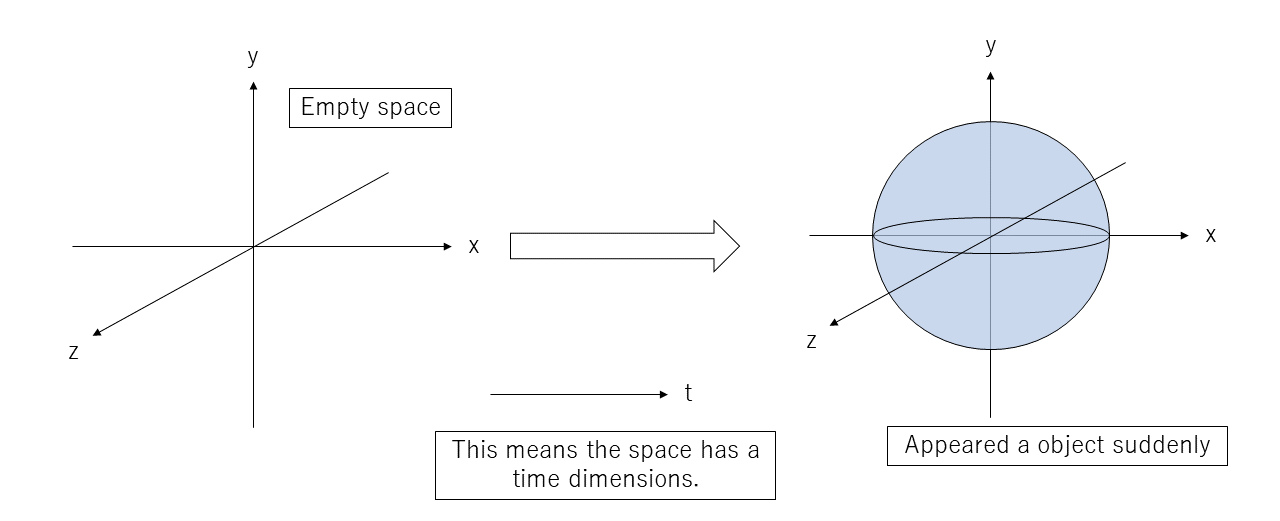 y
Empty space
x
z
t
This means the space has a
time dimensions.
y
x
z
Appeared a object suddenly